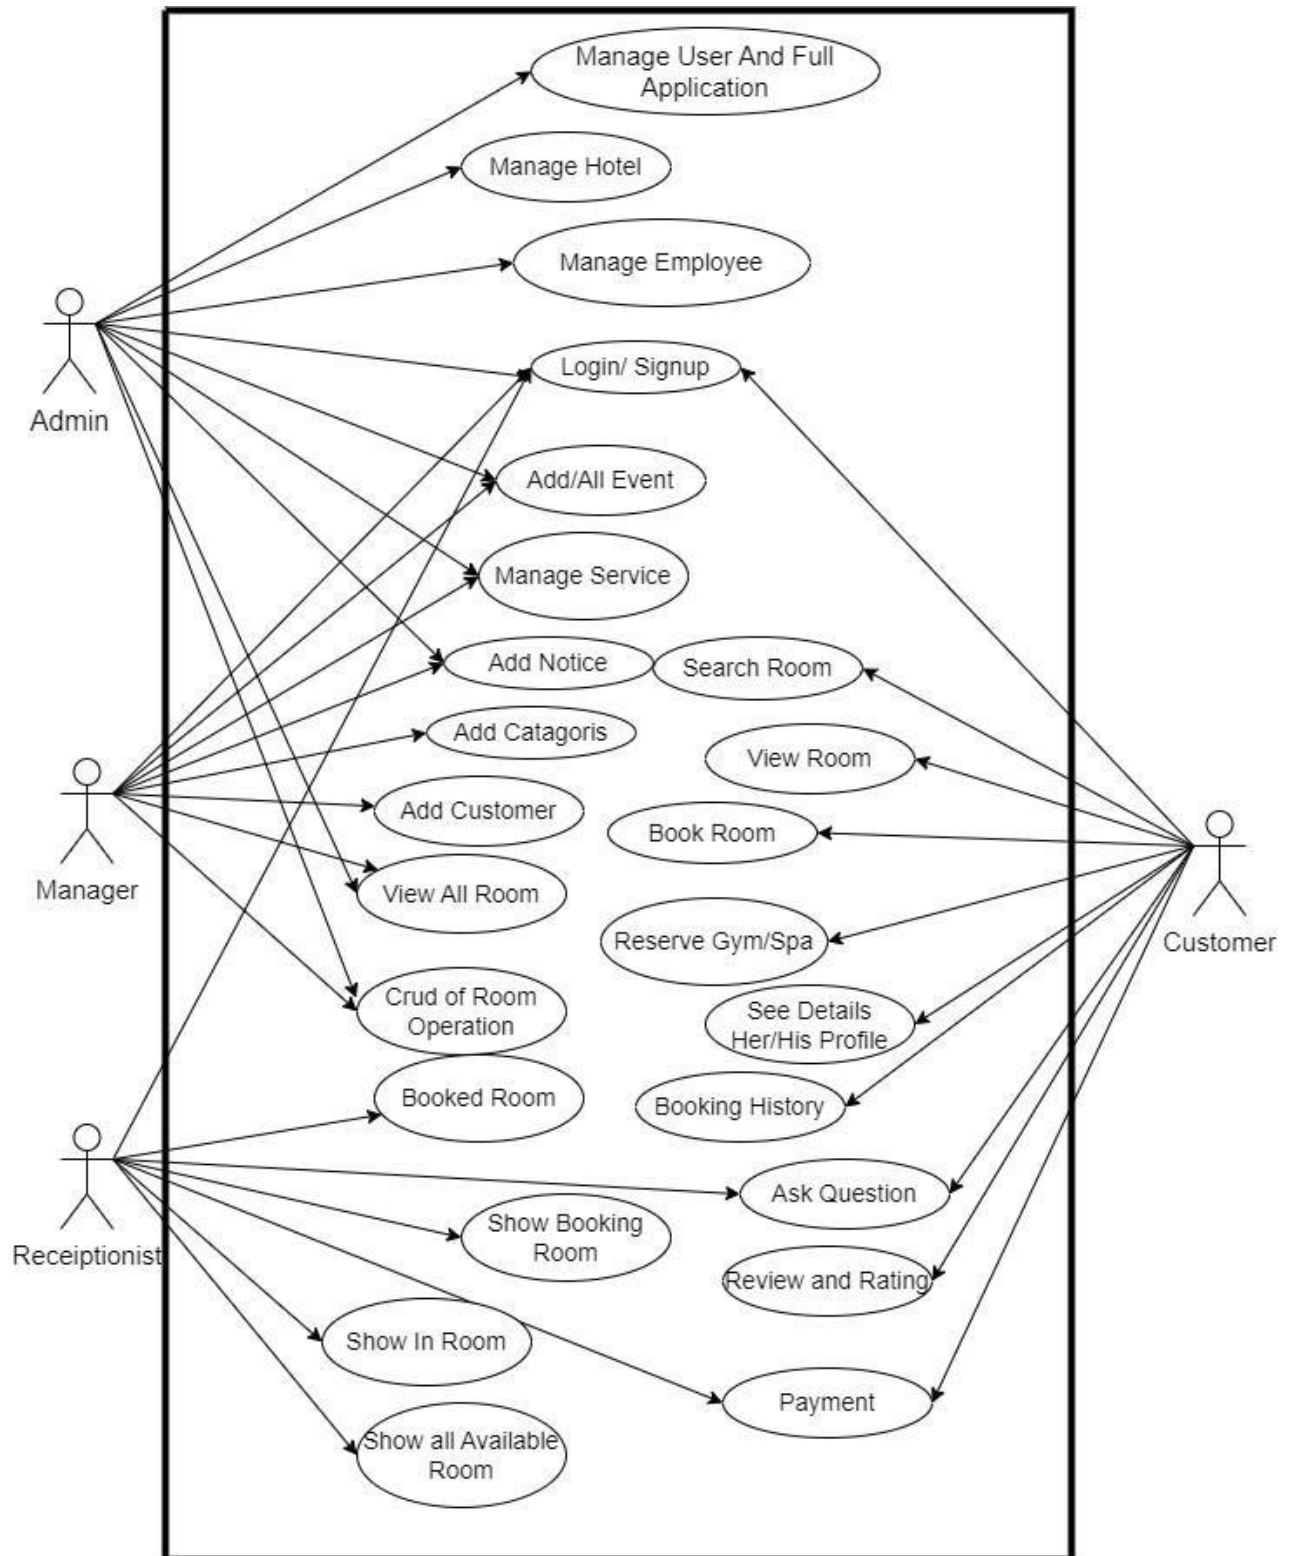 Manage User And Full
Application
Manage Hotel
Manage Employee
Admin
Login/ Signup
Add/All Event
Manage Service
Add Notice
Search Room
Add Catagoris
View Room
Add Customer
Book Room
Manager
View All Room
Reserve Gym/Spa
Customer
Crud of Room
Operation
See Details
Her/His Profile
Booked Room
Booking History
Receiptionist
Ask Question
Show Booking
Room
Review and Rating
Show In Room
Payment
Show all Available
Room